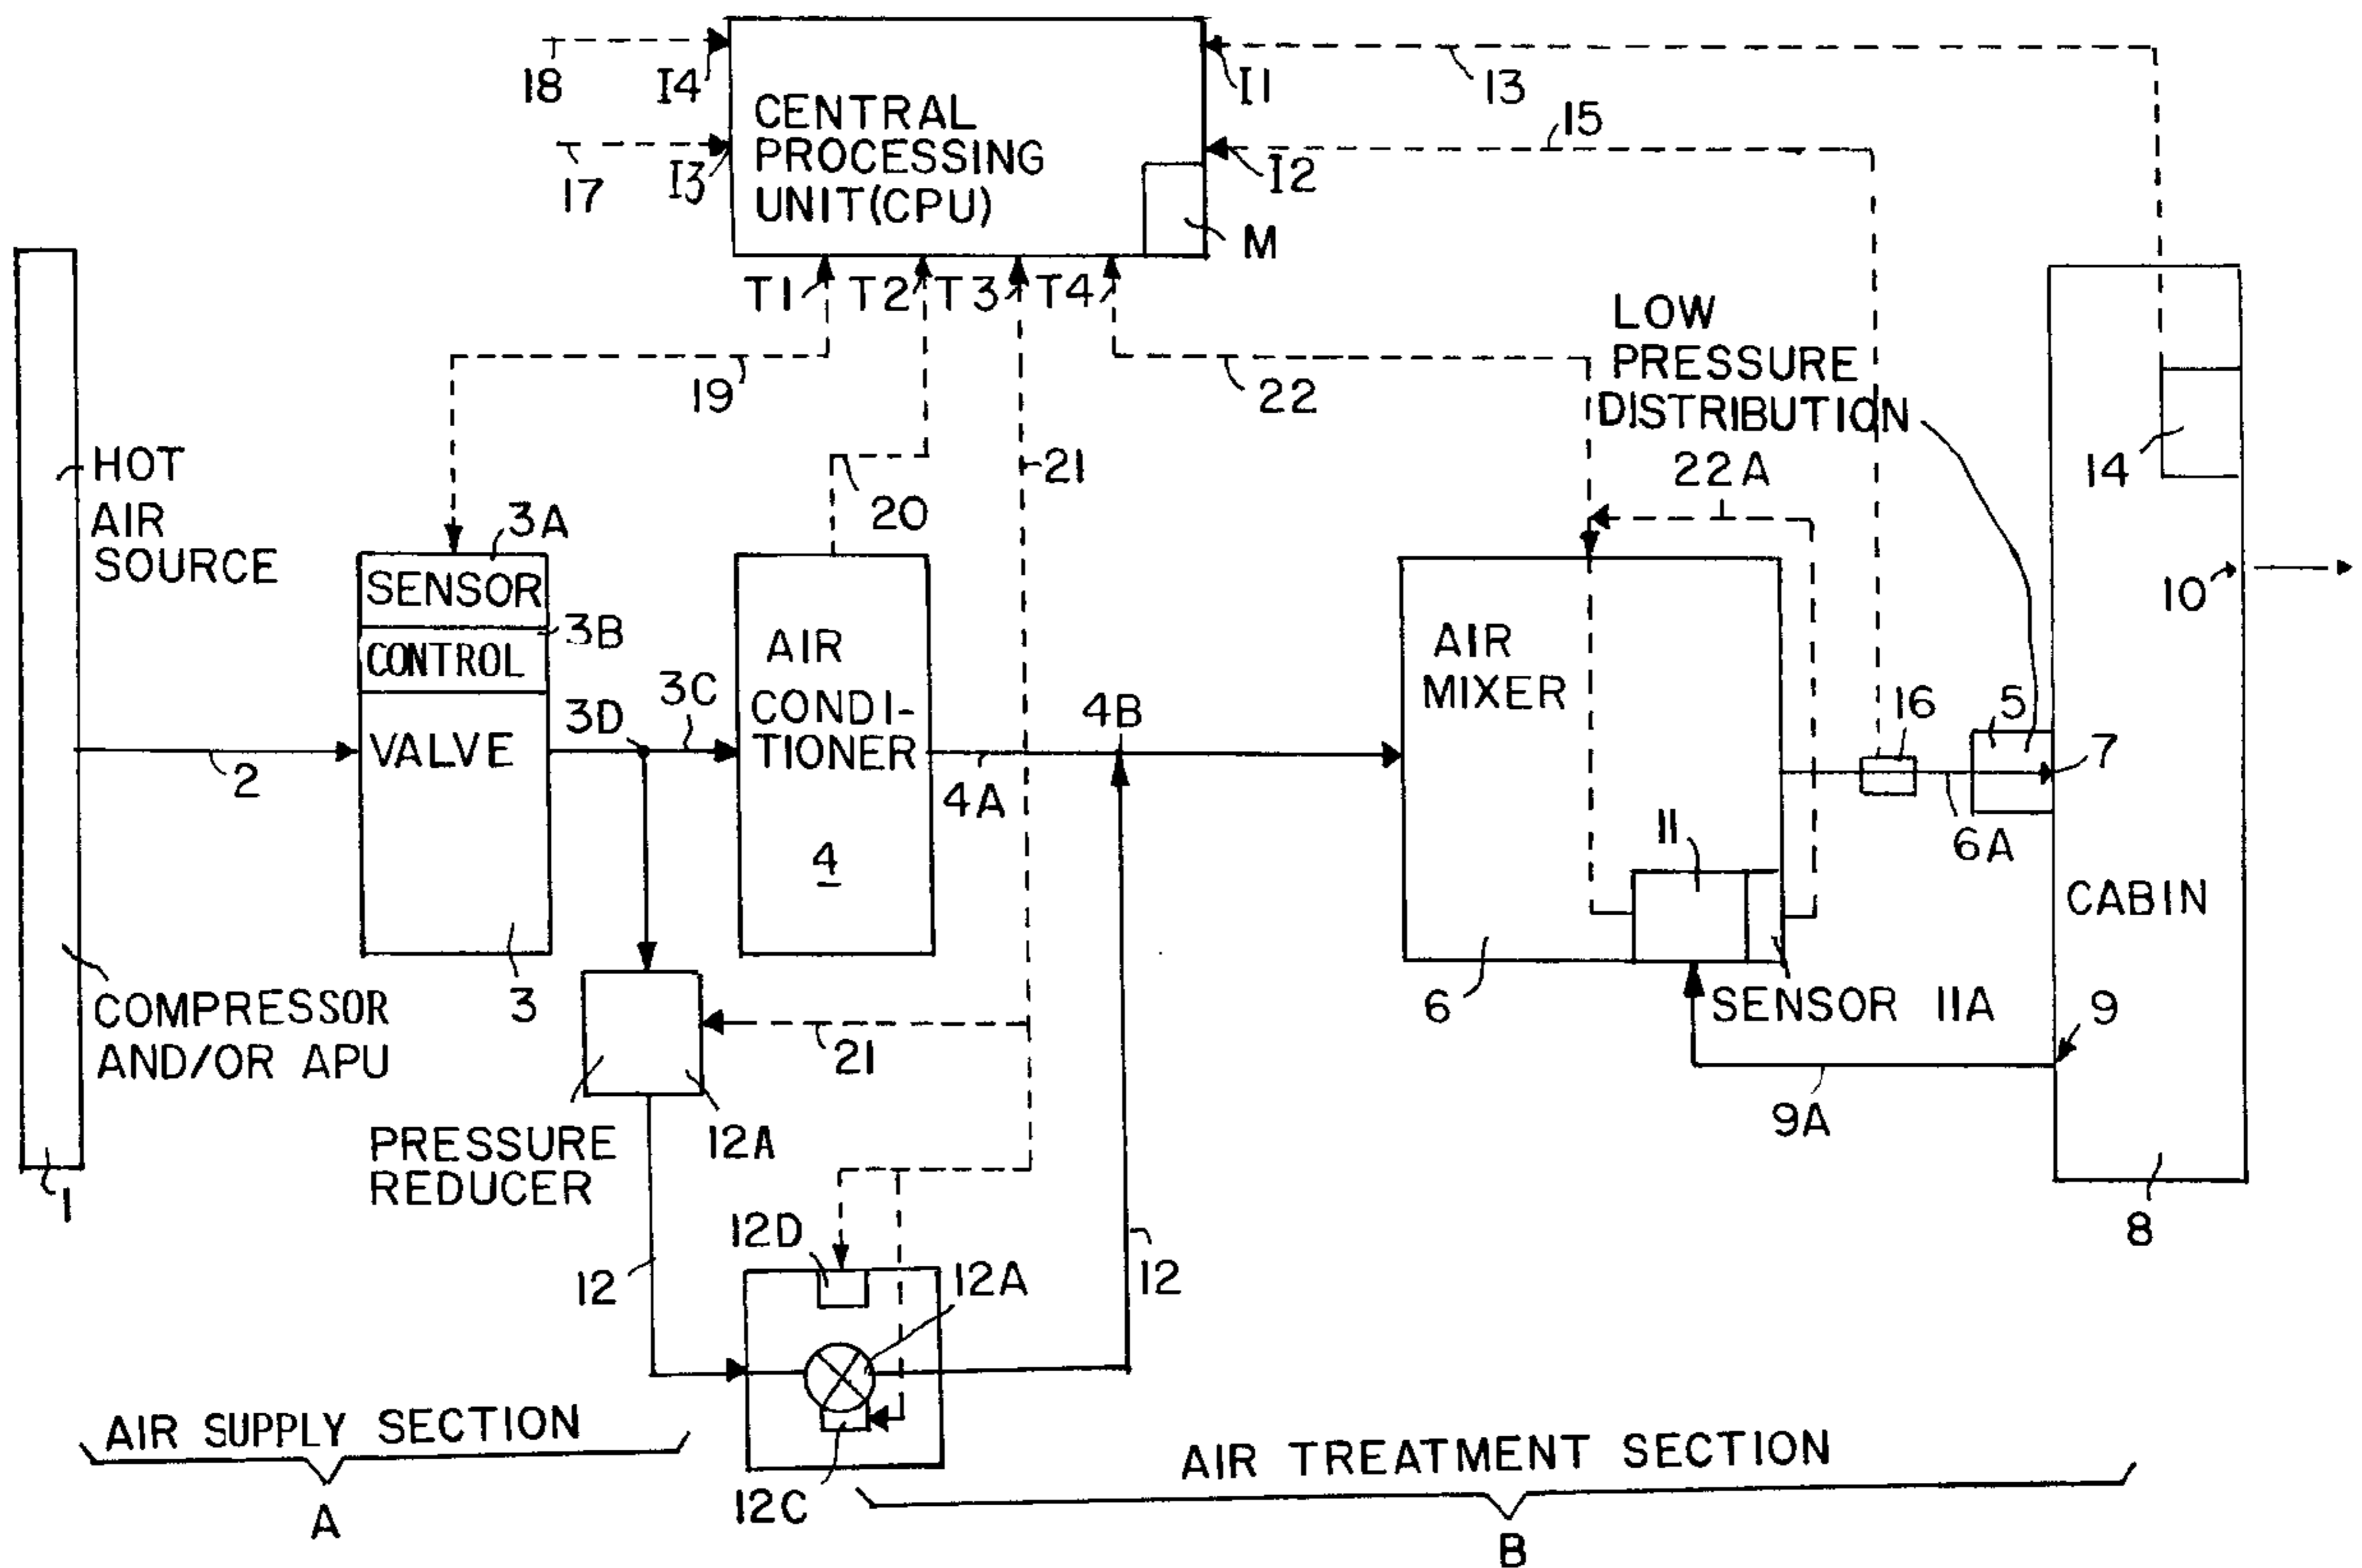 18
I4
I1
13
CENTRAL
PROCESSING
UNIT(CPU)
15
17
I3
I2
M
T1
T2
T3
T4
LOW
PRESSURE
DISTRIBUTION
19
22
HOT
AIR
SOURCE
21
22A
14
20
3A
SENSOR
3B
CONTROL
10
AIR
CONDI-
TIONER
4
AIR
MIXER
3D
3C
4B
16
5
7
VALVE
2
4A
6A
11
CABIN
COMPRESSOR
AND/OR APU
3
6
SENSOR 11A
9
21
9A
PRESSURE
REDUCER
12A
1
8
12D
12
12A
12
AIR SUPPLY SECTION
A
12C
AIR TREATMENT SECTION
B